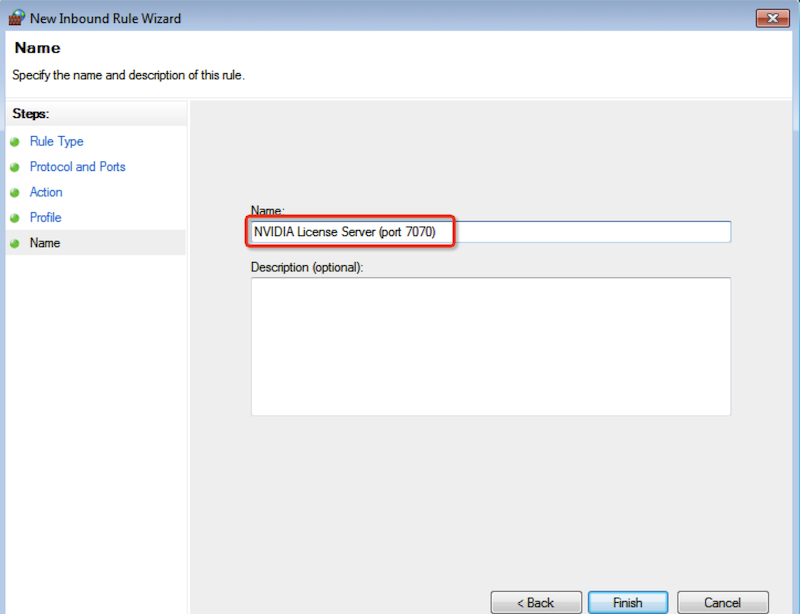 New Inbound Rule Wizard
Name
Specify the name and description of this rule.
Steps:
Rule Type
Protocol and Ports
Action
Profile
Name
Name:
NVIDIA License Server (port 7070)
Description (optional):
< Back
Finish
Cancel